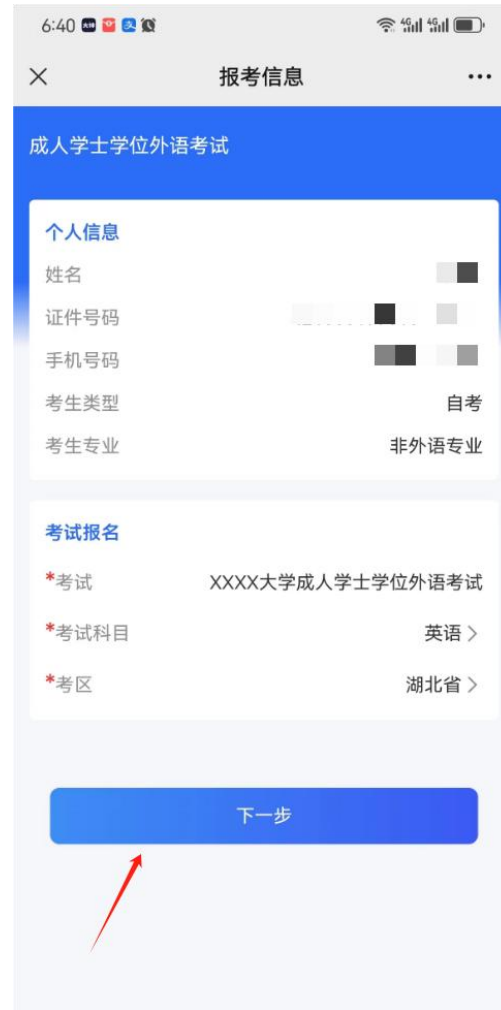 6:40
报考信息
成人学士学位外语考试
个人信息
姓名
证件号码
手机号码
考生类型 自考
考生专业 非外语专业
考试报名
*考试 XXXX大学成人学士学位外语考试
*考试科目 英语
*考区 湖北省
下一步